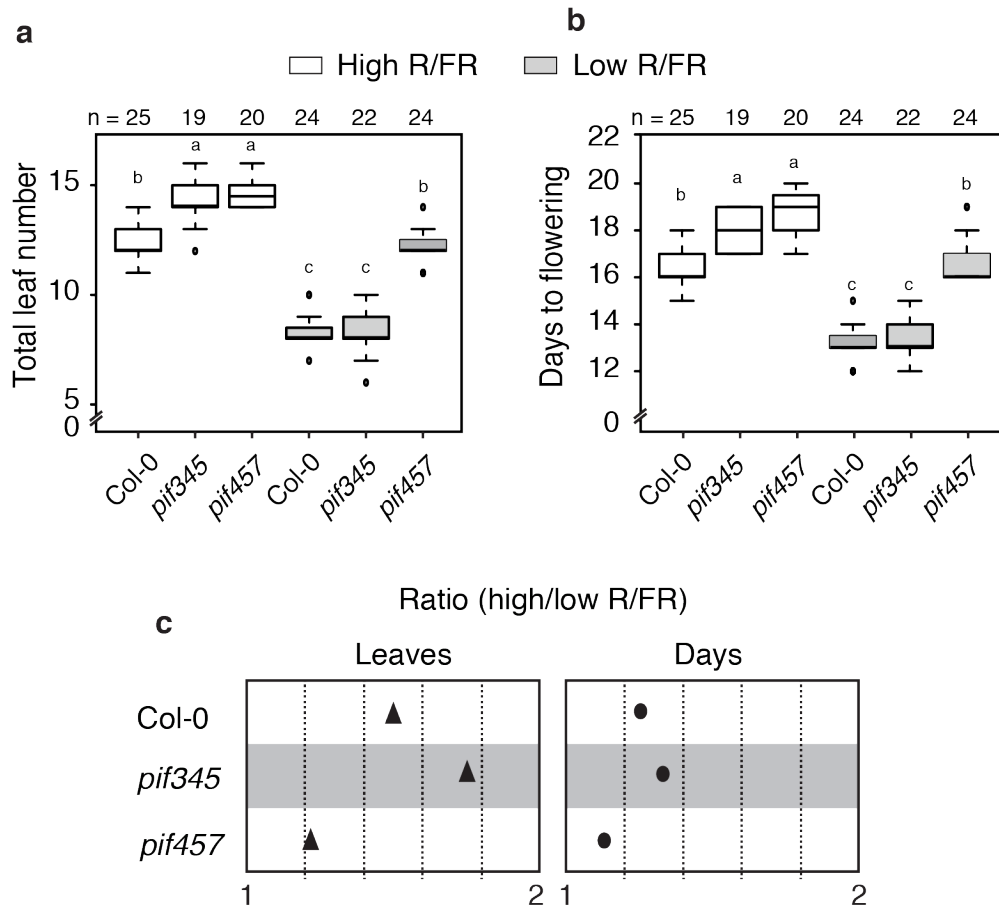 a
b
High R/FR
Low R/FR
n = 25 19 20 24 22 24
Total leaf number
15
10
5
0
b a a c c b
Col-0 pif345 pif457 Col-0 pif345 pif457
n = 25 19 20 24 22 24
Days to flowering
22
20
18
16
14
12
0
b a a c c b
Col-0 pif345 pif457 Col-0 pif345 pif457
c
Ratio (high/low R/FR)
Leaves
Days
Col-0
pif345
pif457
1 2
1 2